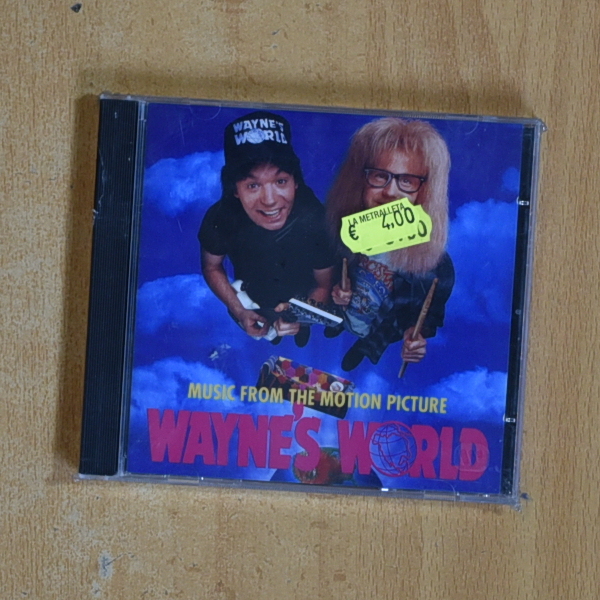 WAYNE'S
WORLD
LA METRALLETA
€ 4,00
MUSIC FROM THE MOTION PICTURE
WAYNE'S WORLD